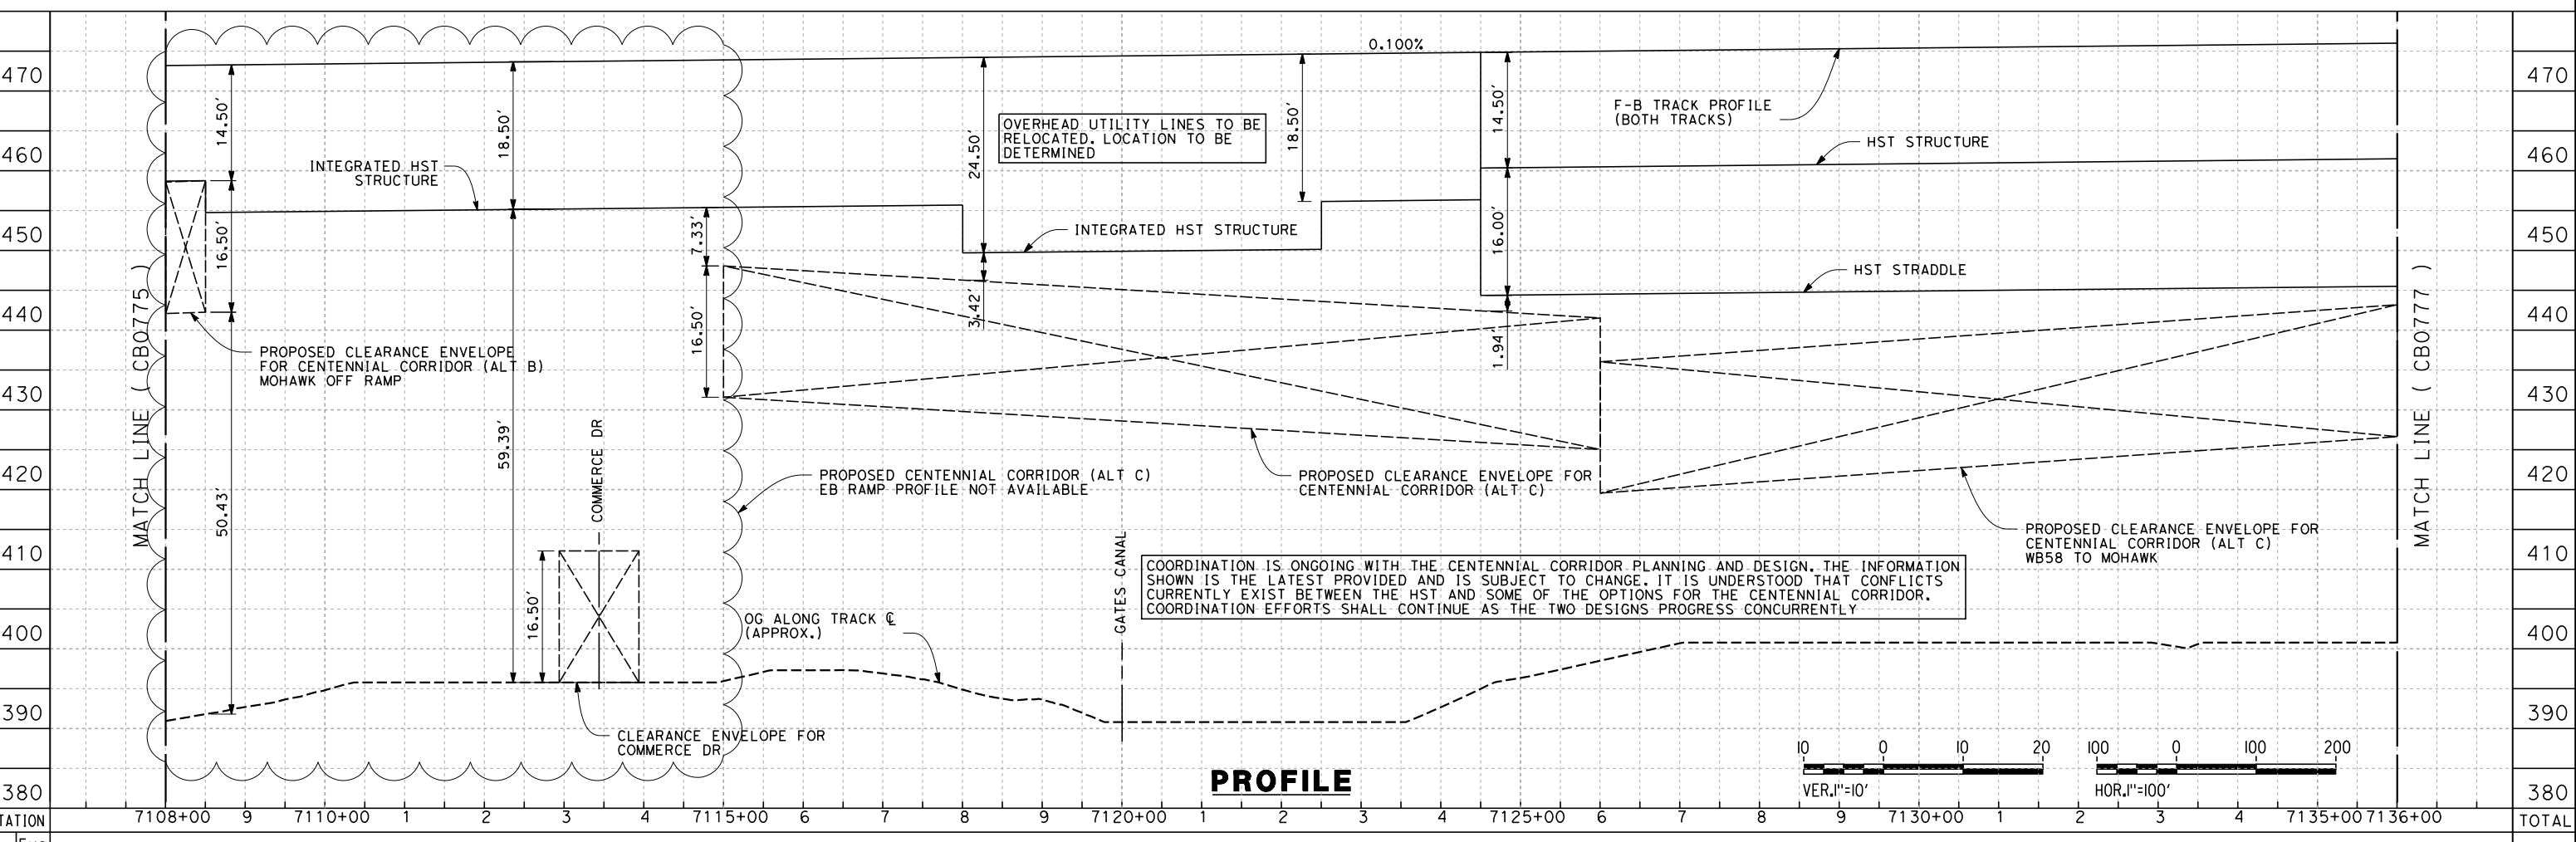 0.100%
470
470
14.50′
18.50′
24.50′
OVERHEAD UTILITY LINES TO BE
RELOCATED. LOCATION TO BE
DETERMINED
18.50′
14.50′
F-B TRACK PROFILE
(BOTH TRACKS)
460
460
INTEGRATED HST
STRUCTURE
HST STRUCTURE
450
450
16.50′
7.33′
INTEGRATED HST STRUCTURE
16.00′
HST STRADDLE
440
440
MATCH LINE ( CB0775 )
MATCH LINE ( CB0777 )
3.42′
16.50′
1.94′
PROPOSED CLEARANCE ENVELOPE
FOR CENTENNIAL CORRIDOR (ALT B)
MOHAWK OFF RAMP
430
430
59.39′
COMMERCE DR
420
420
PROPOSED CENTENNIAL CORRIDOR (ALT C)
EB RAMP PROFILE NOT AVAILABLE
PROPOSED CLEARANCE ENVELOPE FOR
CENTENNIAL CORRIDOR (ALT C)
50.43′
PROPOSED CLEARANCE ENVELOPE FOR
CENTENNIAL CORRIDOR (ALT C)
WB58 TO MOHAWK
410
410
GATES CANAL
COORDINATION IS ONGOING WITH THE CENTENNIAL CORRIDOR PLANNING AND DESIGN. THE INFORMATION
SHOWN IS THE LATEST PROVIDED AND IS SUBJECT TO CHANGE. IT IS UNDERSTOOD THAT CONFLICTS
CURRENTLY EXIST BETWEEN THE HST AND SOME OF THE OPTIONS FOR THE CENTENNIAL CORRIDOR.
COORDINATION EFFORTS SHALL CONTINUE AS THE TWO DESIGNS PROGRESS CONCURRENTLY
16.50′
OG ALONG TRACK ℄
(APPROX.)
400
400
390
390
CLEARANCE ENVELOPE FOR
COMMERCE DR
PROFILE
10 0 10 20
VER.1"=10′
100 0 100 200
HOR.1"=100′
380
380
TATION 7108+00 9 7110+00 1 2 3 4 7115+00 6 7 8 9 7120+00 1 2 3 4 7125+00 6 7 8 9 7130+00 1 2 3 4 7135+00 7136+00 TOTAL